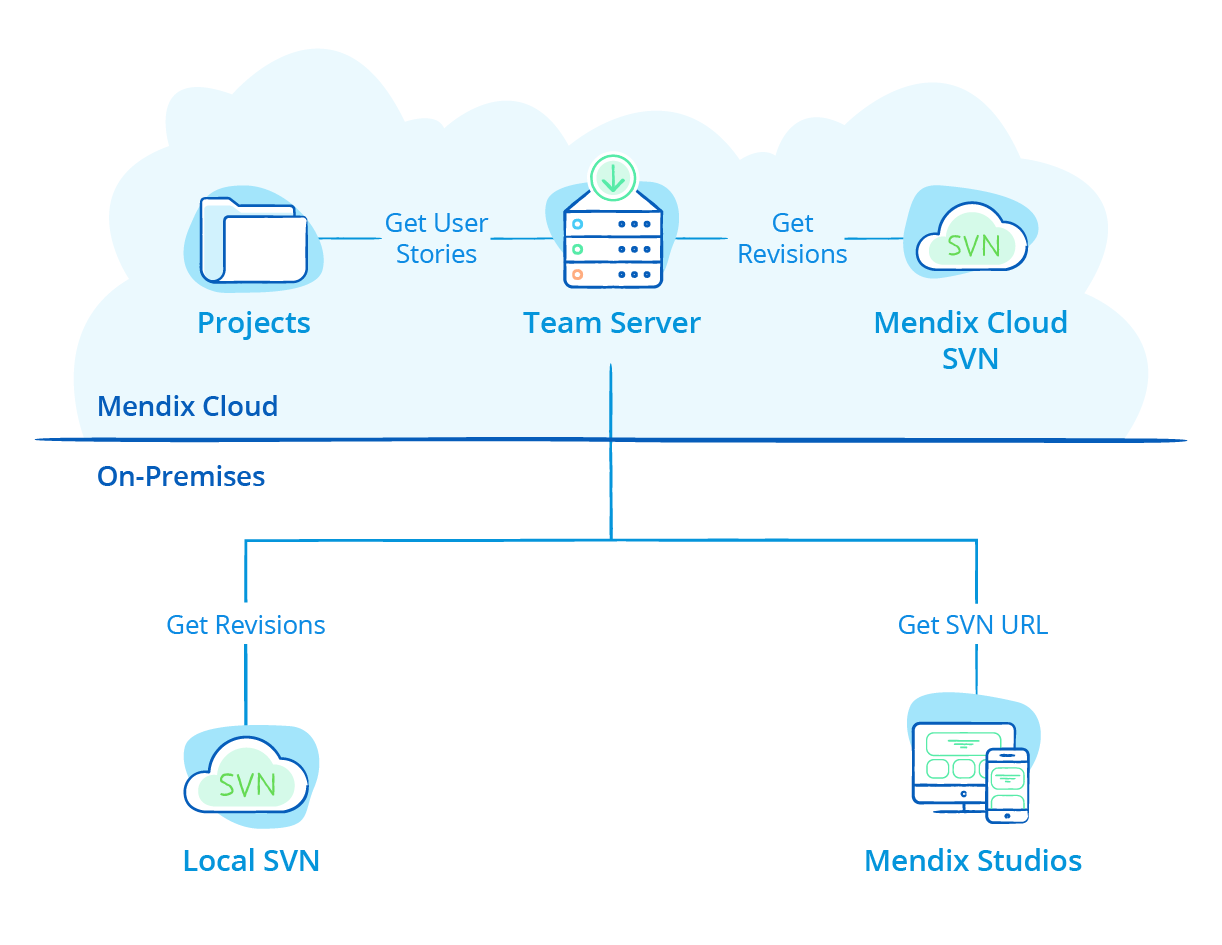 Get User
Stories
Get
Revisions
SVN
Projects
Team Server
Mendix Cloud
SVN
Mendix Cloud
On-Premises
Get Revisions
Get SVN URL
SVN
Local SVN
Mendix Studios